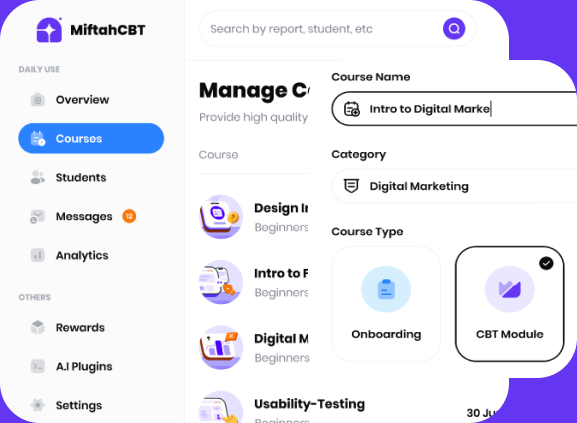 MiftahCBT
DAILY USE
Overview
Courses
Students
Messages 12
Analytics
OTHERS
Rewards
A.I Plugins
Settings
Search by report, student, etc
Manage C
Provide high quality
Course
Design I
Beginners
Intro to F
Beginners
Digital M
Beginners
Usability-Testing
Beginners
30 Ju
Course Name
Intro to Digital Marke
Category
Digital Marketing
Course Type
Onboarding
CBT Module